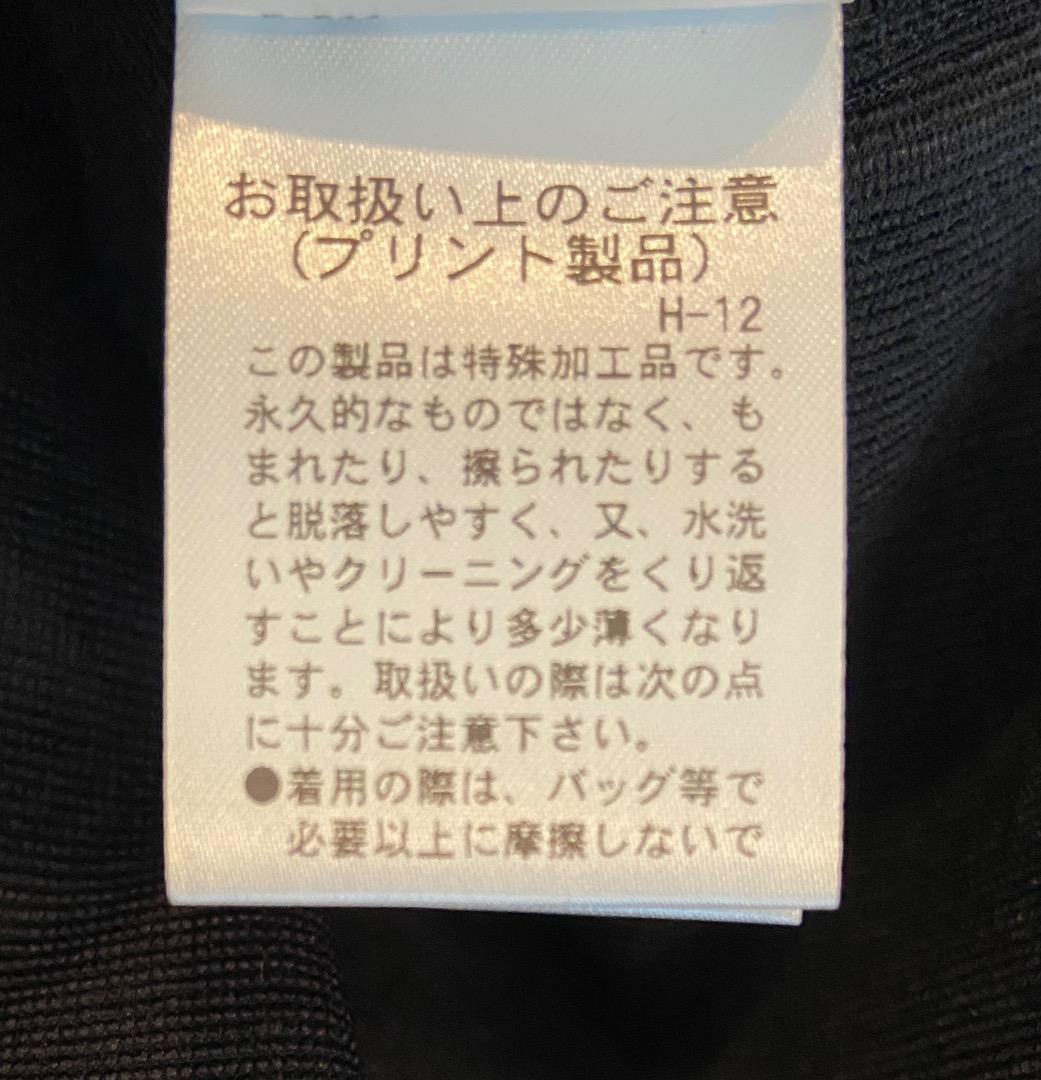 お取扱い上のご注意
（プリント製品）
H-12
この製品は特殊加工品です。
永久的なものではなく、も
まれたり、擦られたりする
と脱落しやすく、又、水洗
いやクリーニングをくり返
すことにより多少薄くなり
ます。取扱いの際は次の点
に十分ご注意下さい。
●着用の際は、バッグ等で
必要以上に摩擦しないで